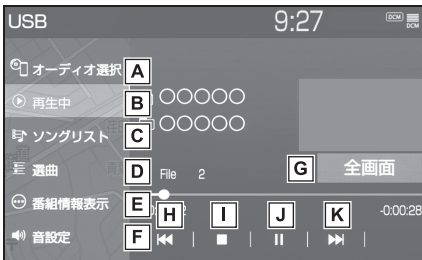 USB 9:27 DCM DCM
オーディオ選択 A
再生中 B ○○○○○
ソングリスト C ○○○○○
選曲 D File 2 G 全画面
番組情報表示 E H I J K -0:00:28
音設定 F